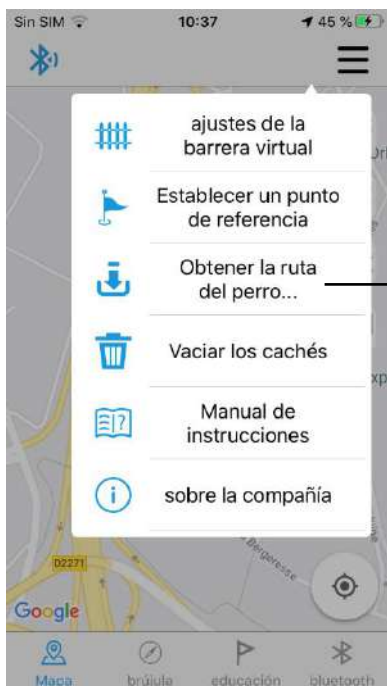 Sin SIM 10:37 45 %
ajustes de la
barrera virtual
Establecer un punto
de referencia
Obtener la ruta
del perro...
Vaciar los cachés
Manual de
instrucciones
sobre la compañía
D2271
Bergeresse
Google
Mapa brújula educación bluetooth